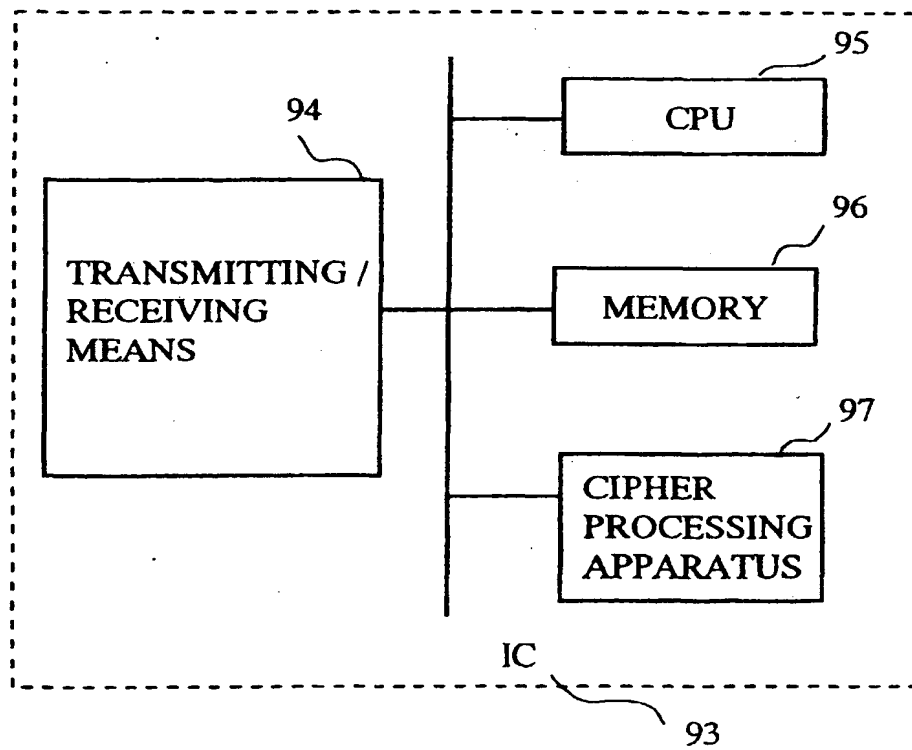 95
CPU
94
96
TRANSMITTING /
RECEIVING
MEANS
MEMORY
97
CIPHER
PROCESSING
APPARATUS
IC
93